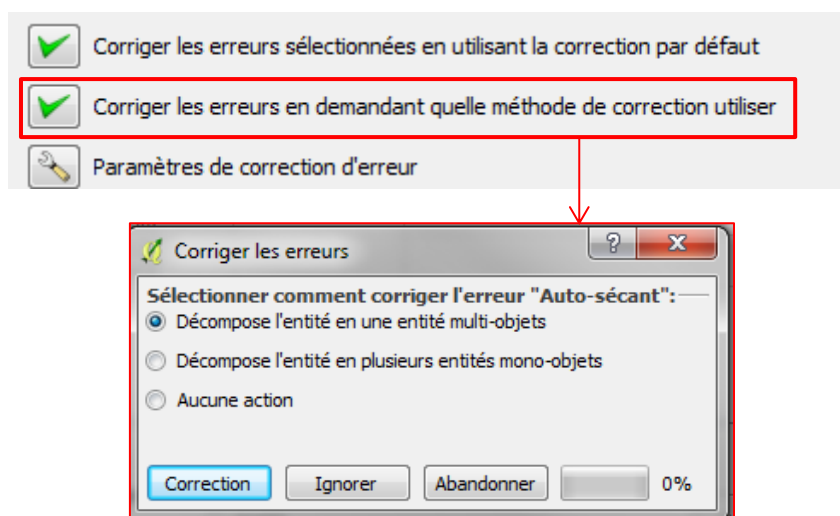 Corriger les erreurs sélectionnées en utilisant la correction par défaut
Corriger les erreurs en demandant quelle méthode de correction utiliser
Paramètres de correction d'erreur
Corriger les erreurs
? X
Sélectionner comment corriger l'erreur "Auto-sécant":
Décompose l'entité en une entité multi-objets
Décompose l'entité en plusieurs entités mono-objets
Aucune action
Correction Ignorer Abandonner 0%